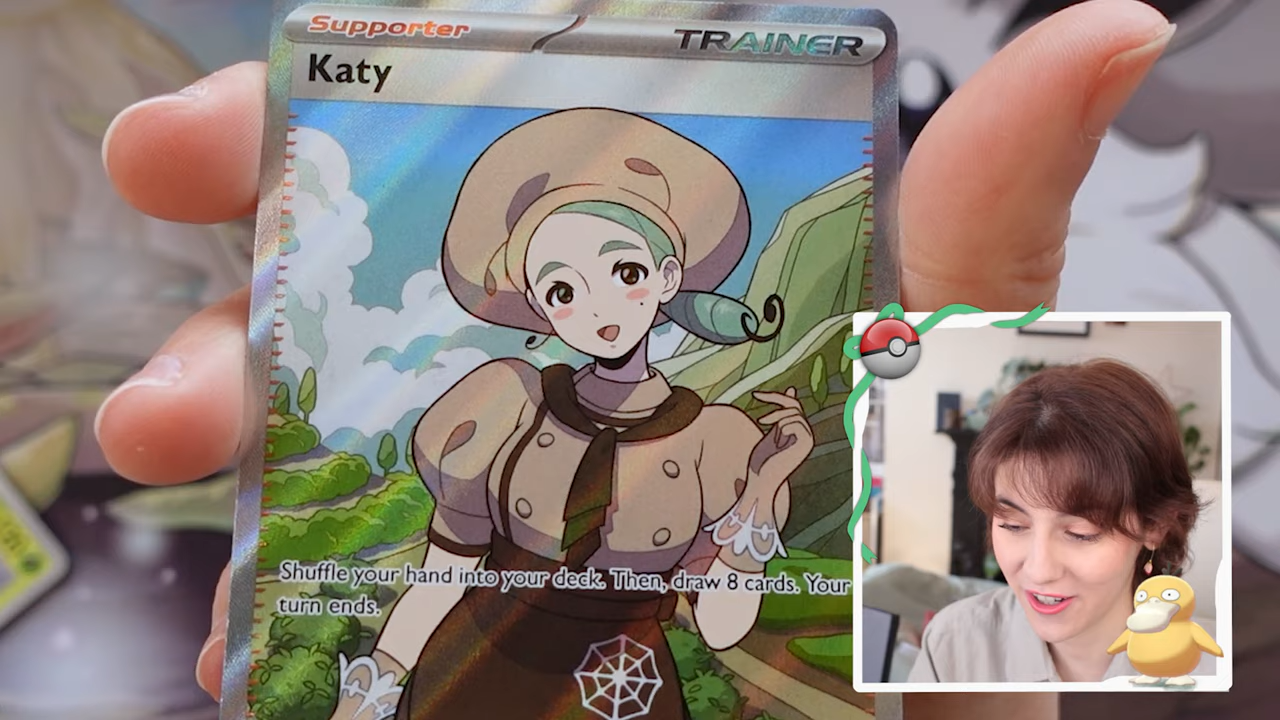 Supporter
TRAINER
Katy
Shuffle your hand into your deck. Then, draw 8 cards. Your
turn ends.